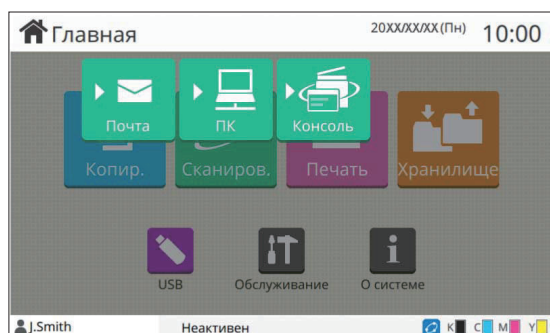 Главная 20XX/XX/XX(Пн) 10:00
Почта ПК Консоль
Копир. Сканиров. Печать Хранилище
USB Обслуживание О системе
J.Smith Неактивен K C M Y